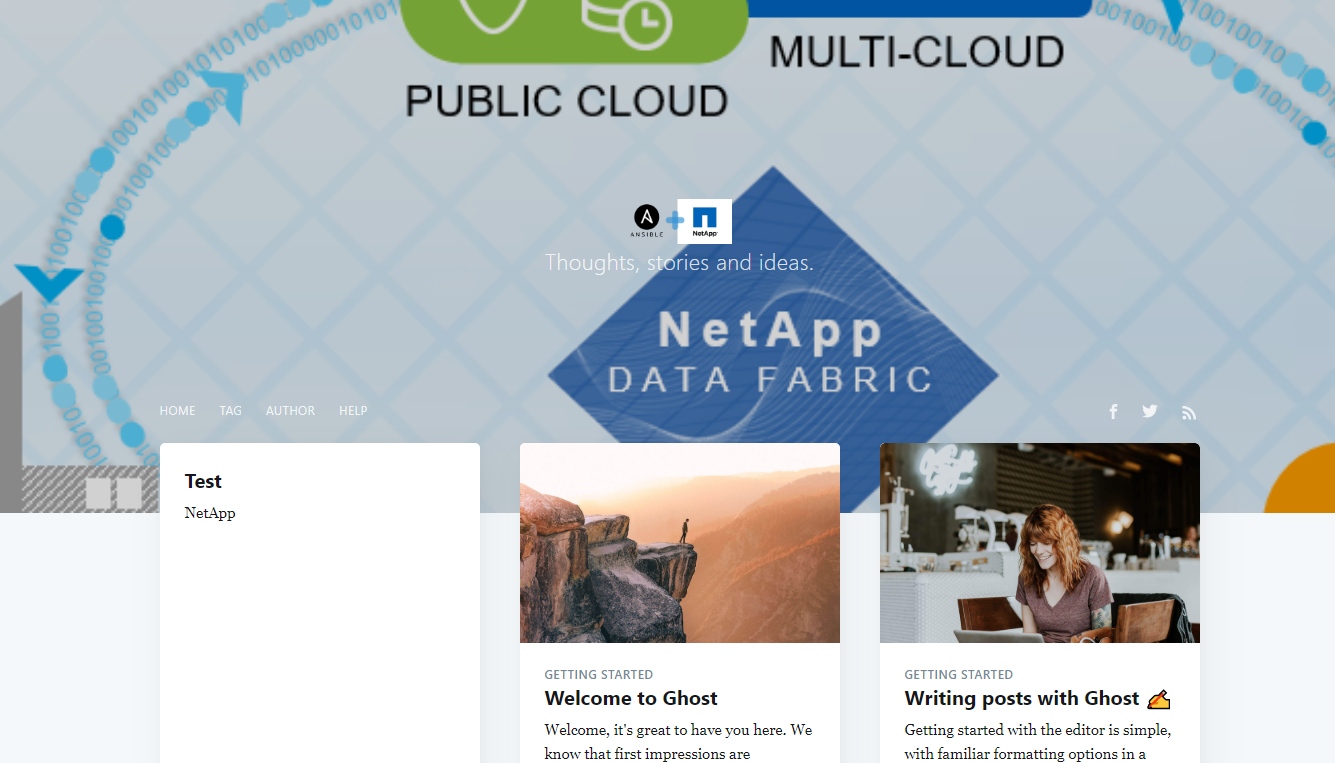 MULTI-CLOUD
PUBLIC CLOUD
ANSIBLE
NetApp
Thoughts, stories and ideas.
NetApp
DATA FABRIC
HOME TAG AUTHOR HELP
Test
NetApp
GETTING STARTED
Welcome to Ghost
Welcome, it's great to have you here. We
know that first impressions are
GETTING STARTED
Writing posts with Ghost ✍️
Getting started with the editor is simple,
with familiar formatting options in a